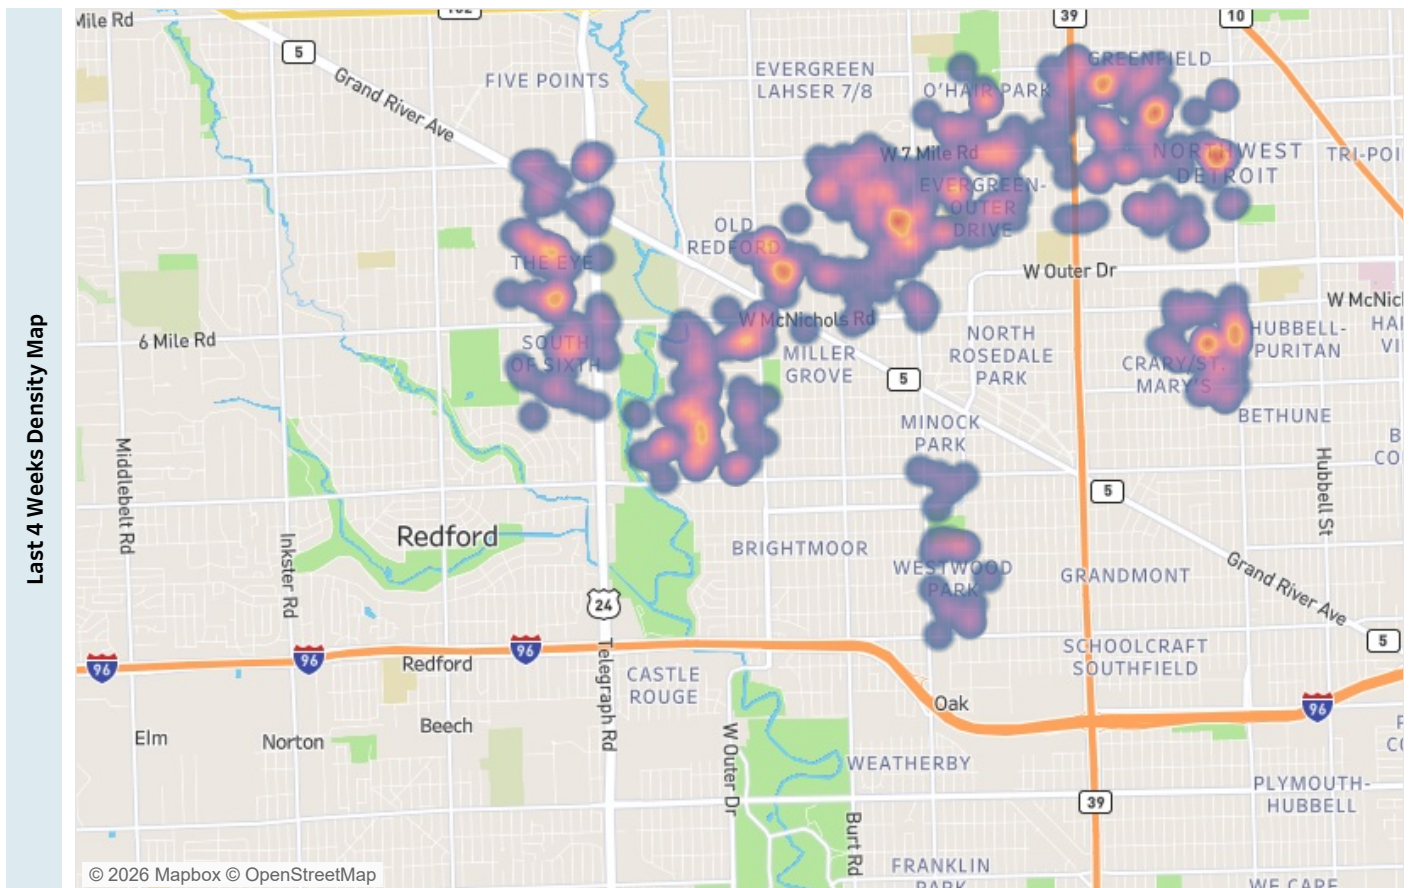 Last 4 Weeks Density Map
Mile Rd
5
39
10
Grand River Ave
FIVE POINTS
EVERGREEN
LAHSER 7/8
O'HAIR PARK
GREENFIELD
W 7 Mile Rd
NORTHWEST
DETROIT
EVERGREEN-
OUTER
DRIVE
OLD
REDFORD
THE EYE
W Outer Dr
W McNichols Rd
6 Mile Rd
SOUTH
OF SIXTH
MILLER
GROVE
NORTH
ROSEDALE
PARK
HUBBELL-
PURITAN
CRARY/ST.
MARY'S
5
BETHUNE
MINOCK
PARK
Middlebelt Rd
Hubbell St
5
Redford
Inkster Rd
BRIGHTMOOR
WESTWOOD
PARK
GRANDMONT
Grand River Ave
24
5
SCHOOLCRAFT
SOUTHFIELD
96
96
96
Redford
Telegraph Rd
CASTLE
ROUGE
Oak
96
Elm
Norton
Beech
W Outer Dr
WEATHERBY
PLYMOUTH-
HUBBELL
39
Burt Rd
FRANKLIN
PARK
WE CARE
© 2026 Mapbox © OpenStreetMap